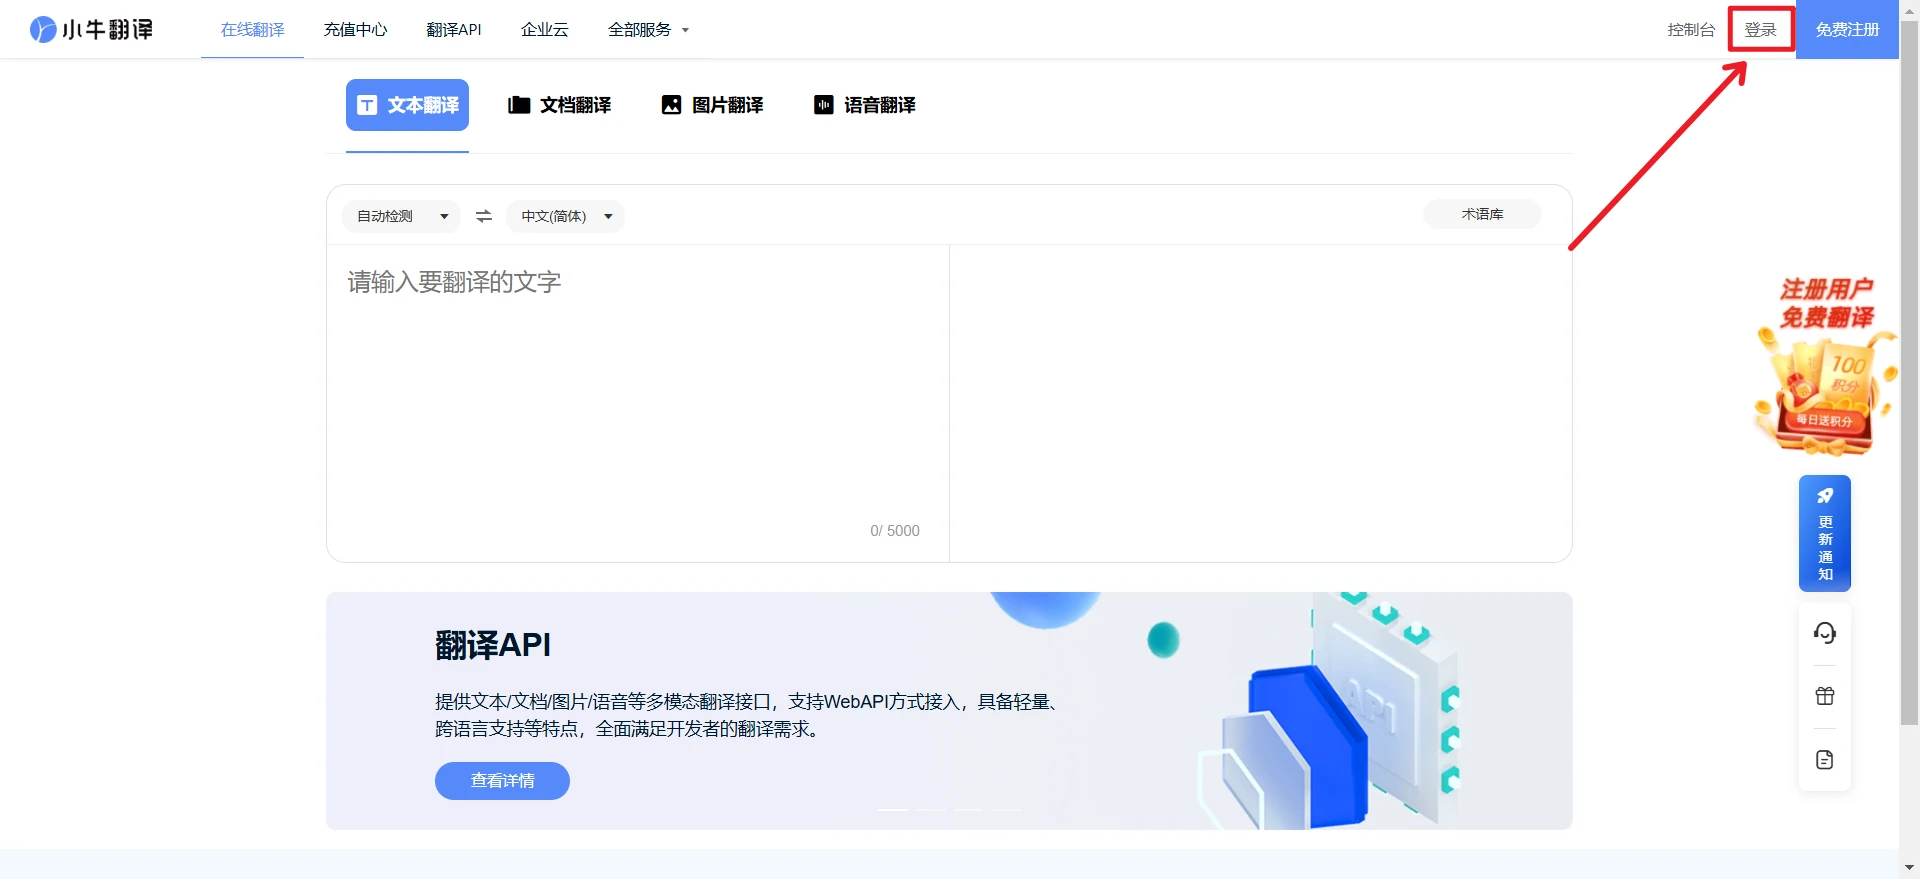 小牛翻译
在线翻译
充值中心
翻译API
企业云
全部服务
控制台
登录
免费注册
文本翻译
文档翻译
图片翻译
语音翻译
自动检测
中文(简体)
术语库
请输入要翻译的文字
0/ 5000
注册用户
免费翻译
100
积分
每日送积分
更新通知
翻译API
提供文本/文档/图片/语音等多模态翻译接口，支持WebAPI方式接入，具备轻量、
跨语言支持等特点，全面满足开发者的翻译需求。
查看详情
API